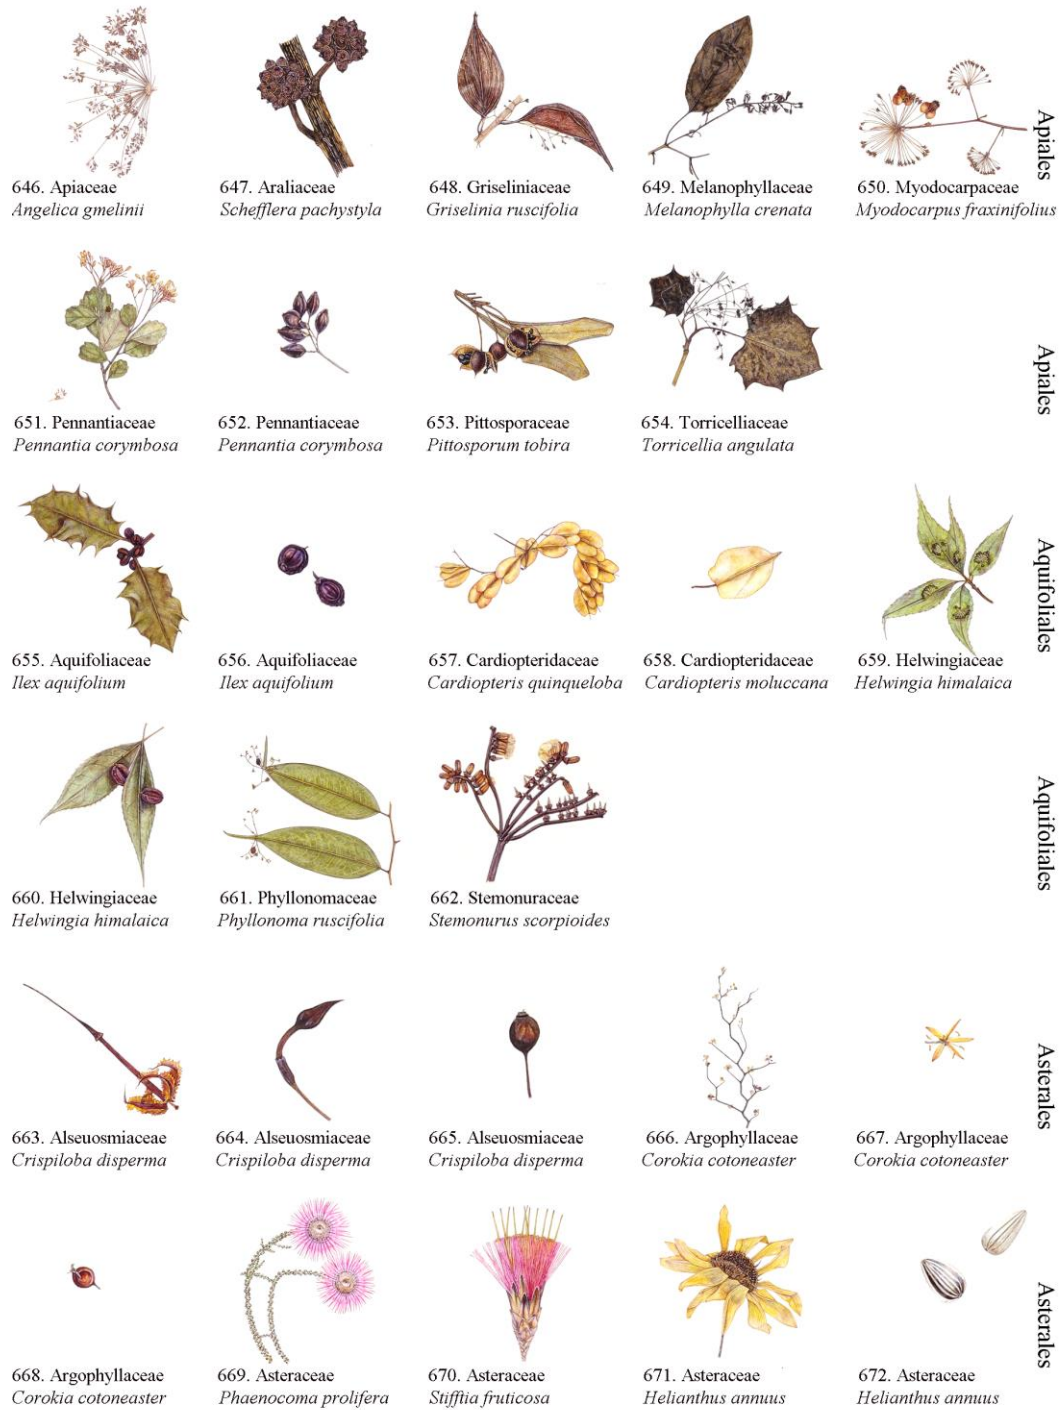 646. Apiaceae
Angelica gmelinii
647. Araliaceae
Schefflera pachystyla
648. Griseliniaceae
Griselinia ruscifolia
649. Melanophyllaceae
Melanophylla crenata
650. Myodocarpaceae
Myodocarpus fraxinifolius
Apiales
651. Pennantiaceae
Pennantia corymbosa
652. Pennantiaceae
Pennantia corymbosa
653. Pittosporaceae
Pittosporum tobira
654. Torricelliaceae
Torricellia angulata
Apiales
655. Aquifoliaceae
Ilex aquifolium
656. Aquifoliaceae
Ilex aquifolium
657. Cardiopteridaceae
Cardiopteris quinqueloba
658. Cardiopteridaceae
Cardiopteris moluccana
659. Helwingiaceae
Helwingia himalaica
Aquifoliales
660. Helwingiaceae
Helwingia himalaica
661. Phyllonomaceae
Phyllonoma ruscifolia
662. Stemonuraceae
Stemonurus scorpioides
Aquifoliales
663. Alseuosmiaceae
Crispiloba disperma
664. Alseuosmiaceae
Crispiloba disperma
665. Alseuosmiaceae
Crispiloba disperma
666. Argophyllaceae
Corokia cotoneaster
667. Argophyllaceae
Corokia cotoneaster
Asterales
668. Argophyllaceae
Corokia cotoneaster
669. Asteraceae
Phaenocoma prolifera
670. Asteraceae
Stifftia fruticosa
671. Asteraceae
Helianthus annuus
672. Asteraceae
Helianthus annuus
Asterales